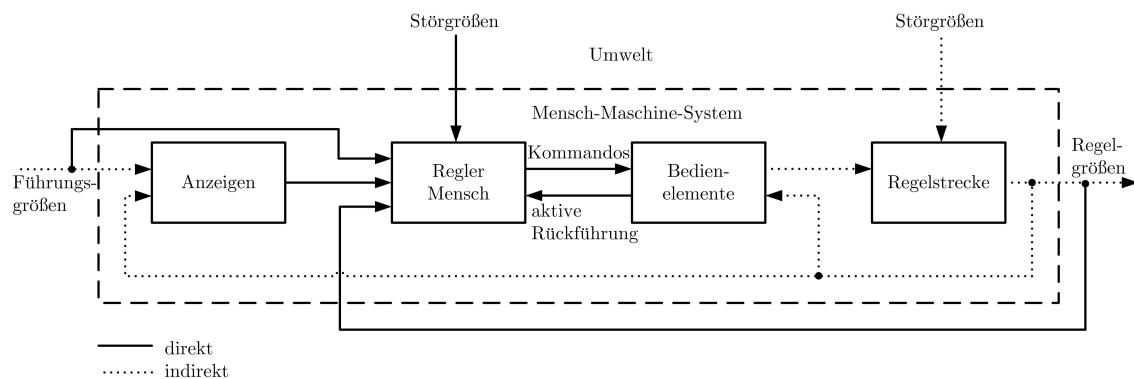 Störgrößen
Störgrößen
Umwelt
Mensch-Maschine-System
Führungs-
größen
Anzeigen
Regler
Mensch
Kommandos
aktive
Rückführung
Bedien-
elemente
Regelstrecke
Regel-
größen
direkt
indirekt